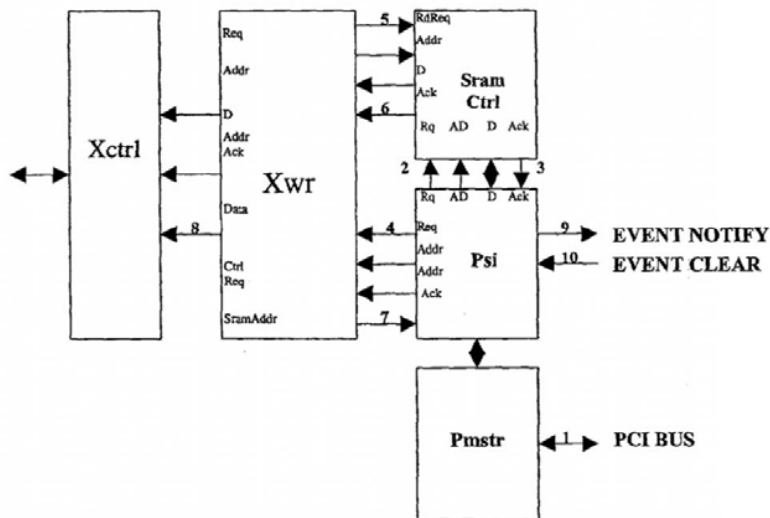 Xctrl
Req
Addr
D
Addr
Ack
Xwr
Data
Ctrl
Req
SramAddr
8
5
6
4
7
RdReq
Addr
D
Ack
Sram
Ctrl
Rq AD D Ack
2 3
Rq AD D Ack
Req
Addr
Addr
Ack
Psi
9 EVENT NOTIFY
10 EVENT CLEAR
Pmstr
1 PCI BUS